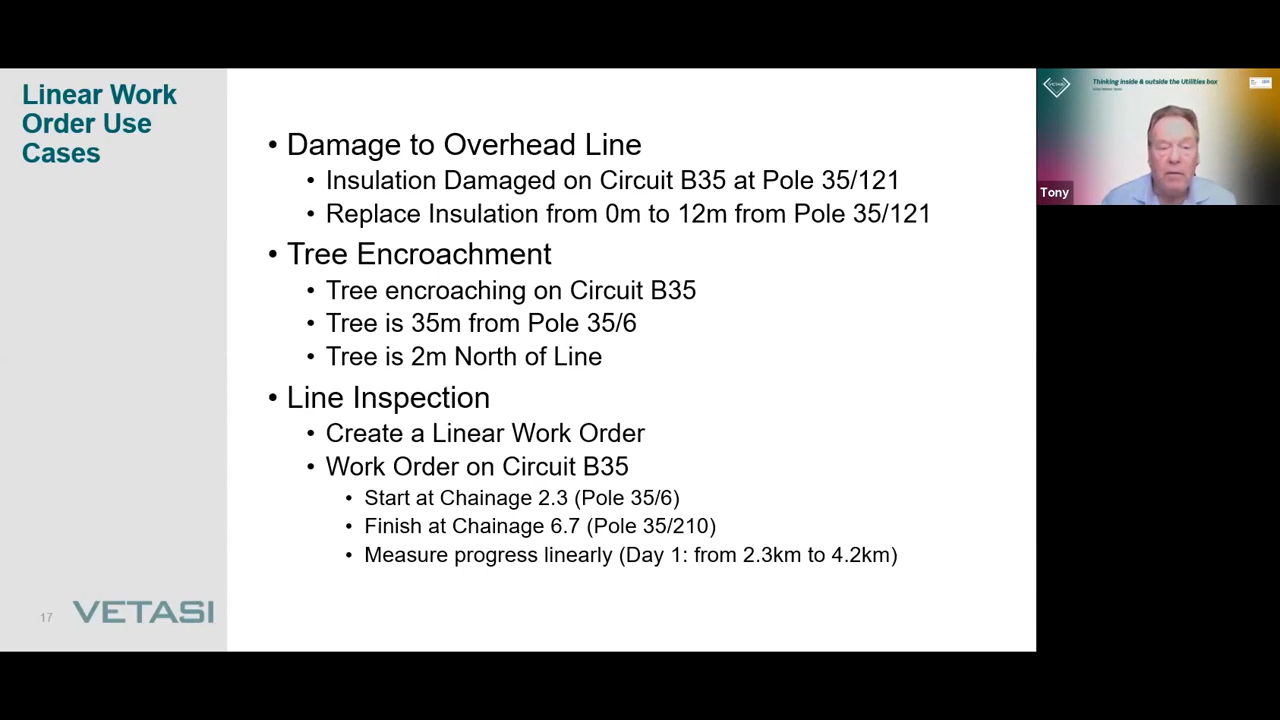 Linear Work
Order Use
Cases
• Damage to Overhead Line
• Insulation Damaged on Circuit B35 at Pole 35/121
• Replace Insulation from 0m to 12m from Pole 35/121
• Tree Encroachment
• Tree encroaching on Circuit B35
• Tree is 35m from Pole 35/6
• Tree is 2m North of Line
• Line Inspection
• Create a Linear Work Order
• Work Order on Circuit B35
• Start at Chainage 2.3 (Pole 35/6)
• Finish at Chainage 6.7 (Pole 35/210)
• Measure progress linearly (Day 1: from 2.3km to 4.2km)
17
VETASI
VETASI
Thinking inside & outside the Utilities box
Tony